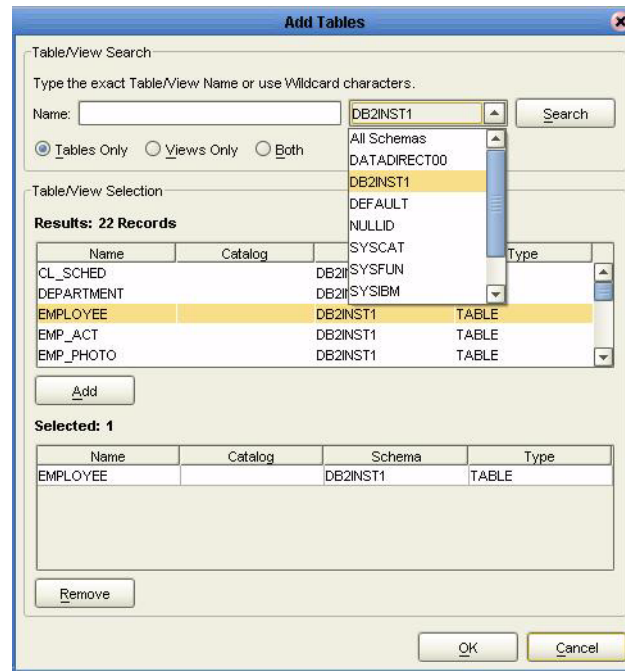 Add Tables
Table/View Search
Type the exact Table/View Name or use Wildcard characters.
Name: DB2INST1 Search
Tables Only Views Only Both
All Schemas
DATADIRECT00
DB2INST1
DEFAULT
NULLID
SYSCAT
SYSFUN
SYSIBM
Table/View Selection
Results: 22 Records
Name Catalog Type
CL_SCHED DB2I
DEPARTMENT DB2I
EMPLOYEE DB2INST1 TABLE
EMP_ACT DB2INST1 TABLE
EMP_PHOTO DB2INST1 TABLE
Add
Selected: 1
Name Catalog Schema Type
EMPLOYEE DB2INST1 TABLE
Remove
OK Cancel